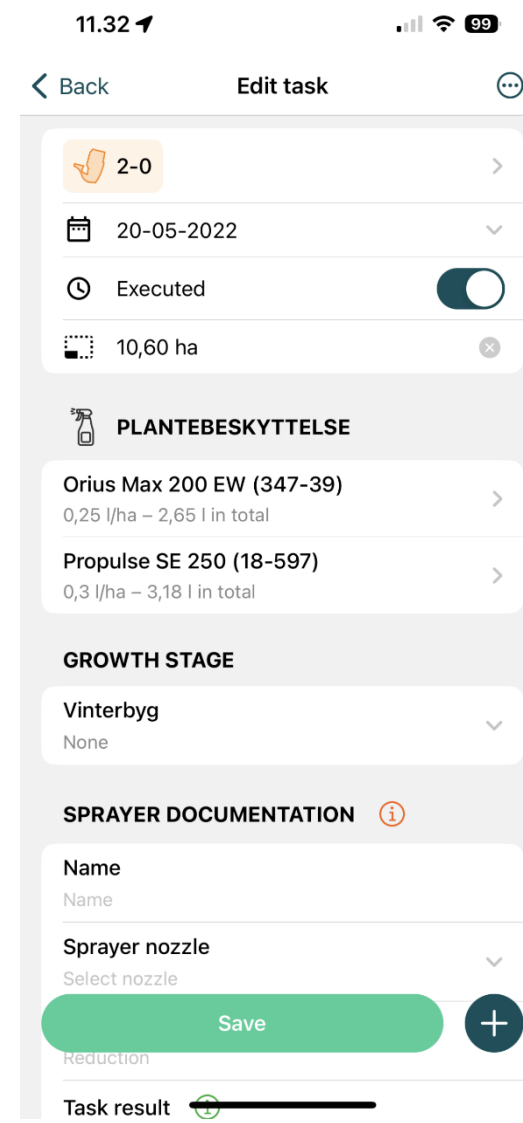 11.32
99
Back
Edit task
2-0
20-05-2022
Executed
10,60 ha
PLANTEBESKYTTELSE
Orius Max 200 EW (347-39)
0,25 l/ha – 2,65 l in total
Propulse SE 250 (18-597)
0,3 l/ha – 3,18 l in total
GROWTH STAGE
Vinterbyg
None
SPRAYER DOCUMENTATION
Name
Name
Sprayer nozzle
Select nozzle
Save
Reduction
Task result